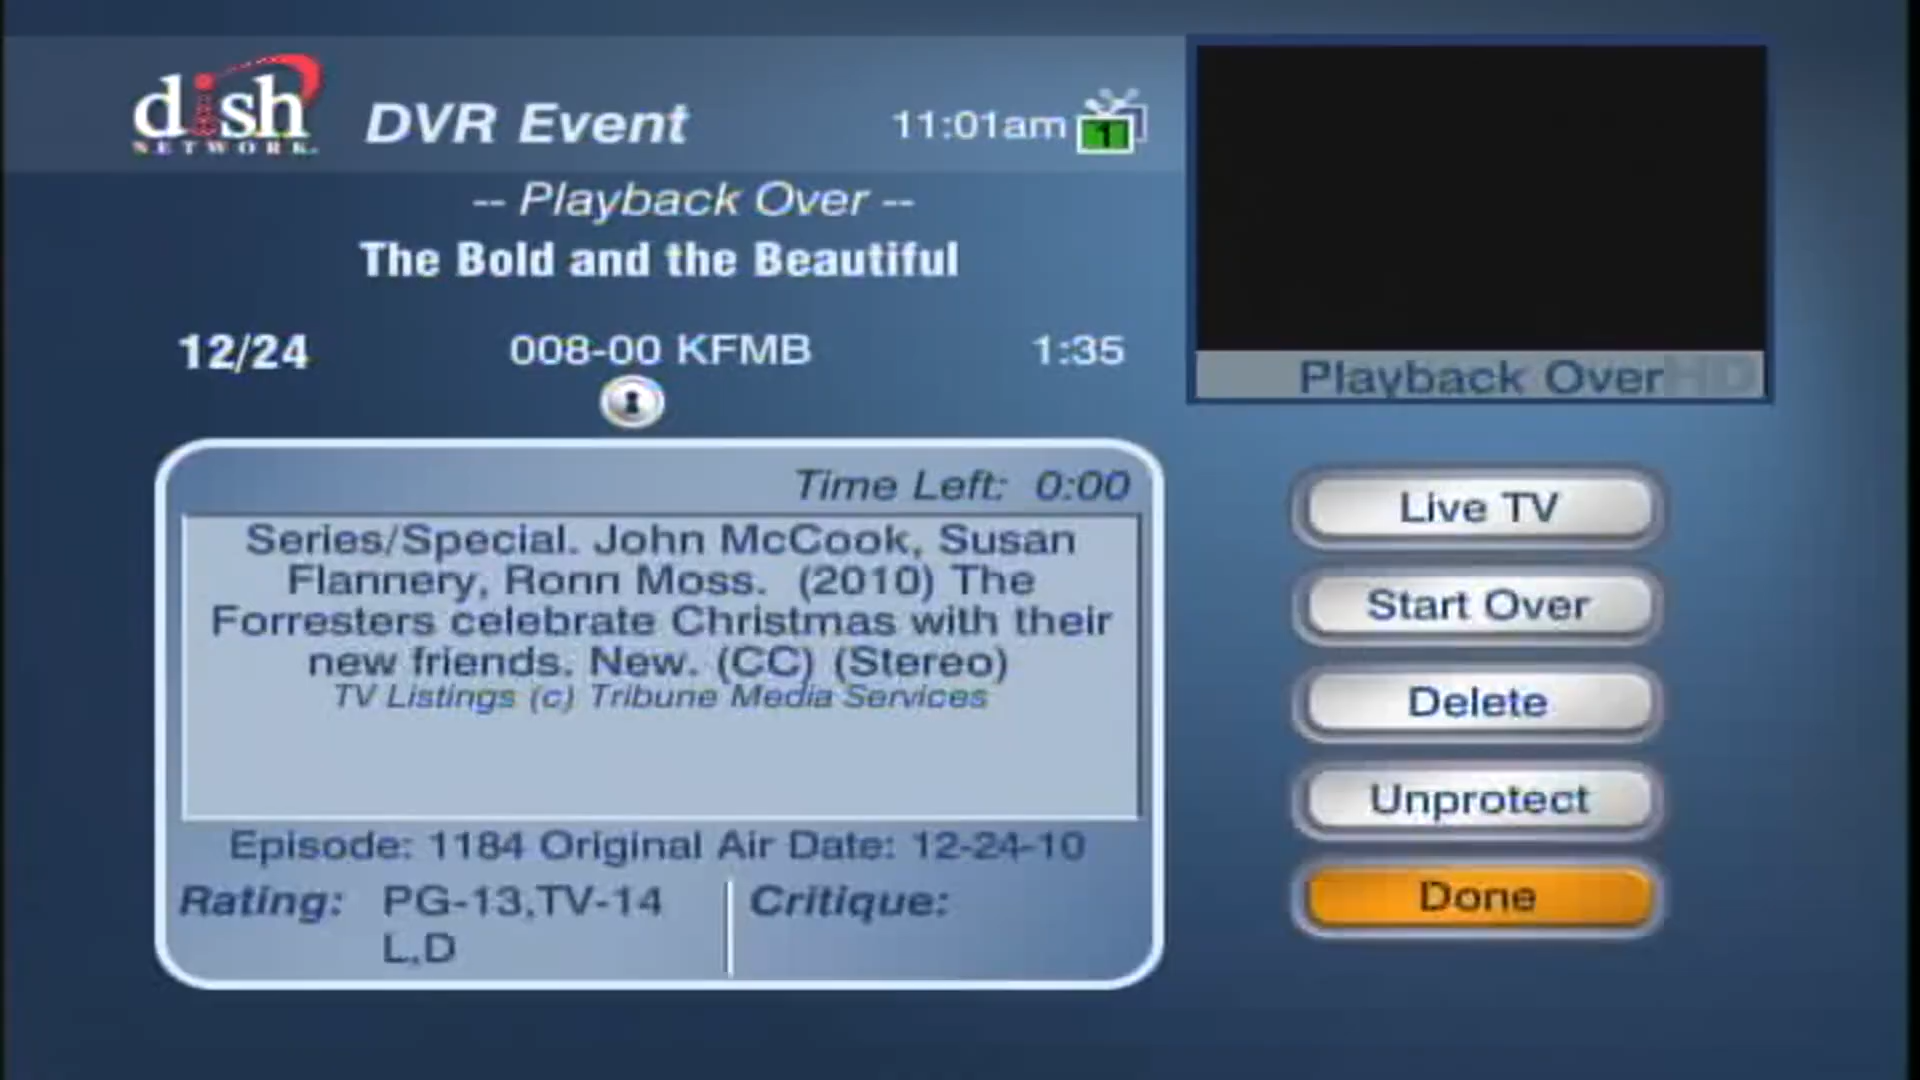 dish
NETWORK.
DVR Event
11:01am
1
-- Playback Over --
The Bold and the Beautiful
12/24
008-00 KFMB
1:35
Playback Over HD
Time Left: 0:00
Series/Special. John McCook, Susan
Flannery, Ronn Moss. (2010) The
Forresters celebrate Christmas with their
new friends. New. (CC) (Stereo)
TV Listings (c) Tribune Media Services
Episode: 1184 Original Air Date: 12-24-10
Rating: PG-13,TV-14
L,D
Critique:
Live TV
Start Over
Delete
Unprotect
Done